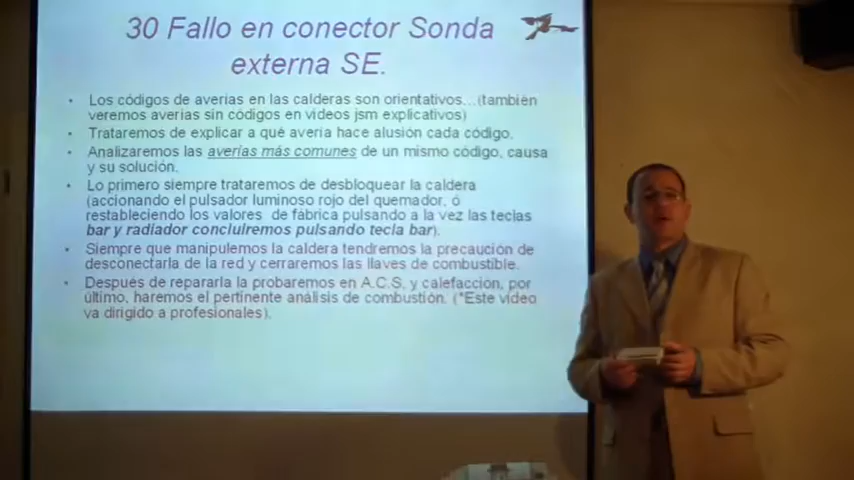 30 Fallo en conector Sonda
externa SE.
• Los códigos de averías en las calderas son orientativos…(también
veremos averías sin códigos en vídeos jsm explicativos)
• Trataremos de explicar a qué avería hace alusión cada código.
• Analizaremos las averías más comunes de un mismo código, causa
y su solución.
• Lo primero siempre trataremos de desbloquear la caldera
(accionando el pulsador luminoso rojo del quemador, ó
restableciendo los valores de fábrica pulsando a la vez las teclas
bar y radiador concluiremos pulsando tecla bar).
• Siempre que manipulemos la caldera tendremos la precaución de
desconectarla de la red y cerraremos las llaves de combustible.
• Después de repararla la probaremos en A.C.S. y calefacción, por
último, haremos el pertinente análisis de combustión. (*Este vídeo
va dirigido a profesionales).